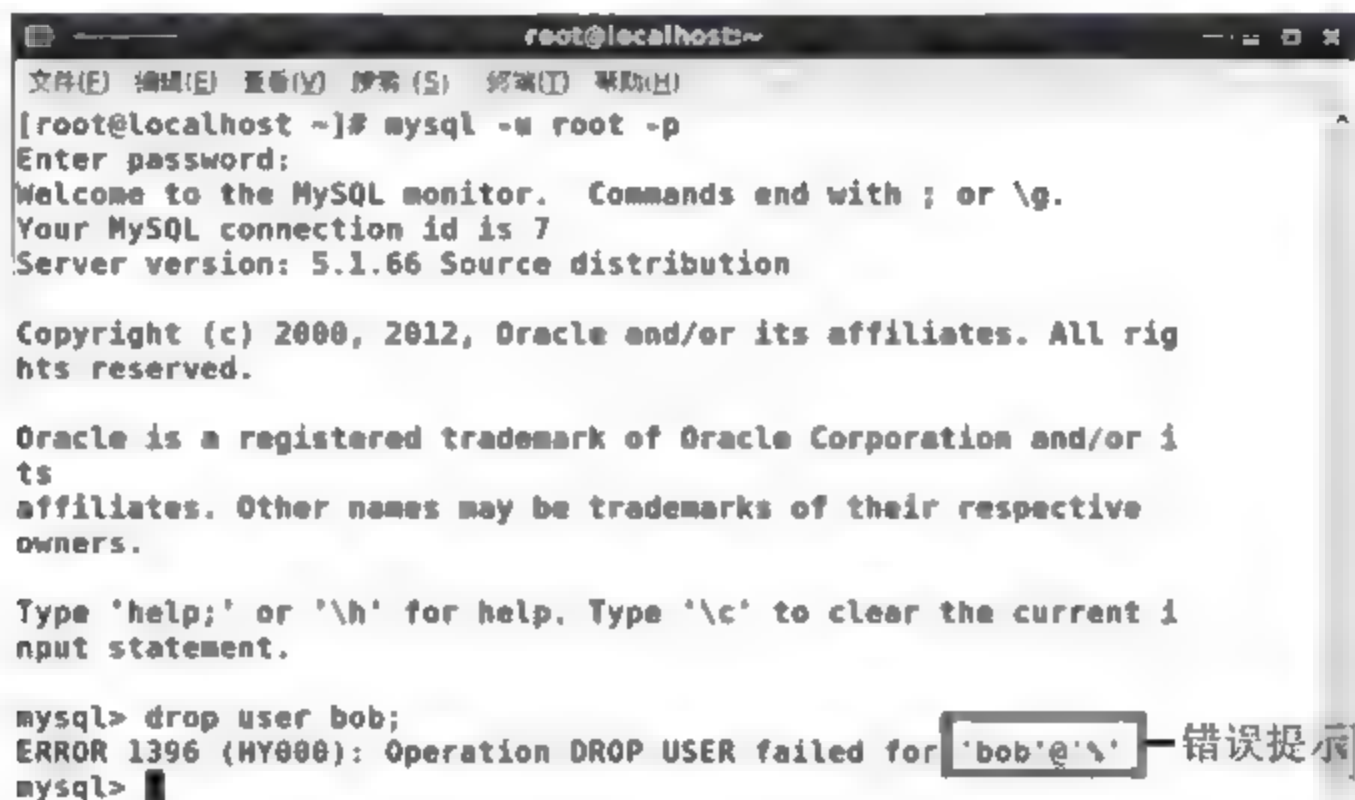 root@localhost:~
文件(F) 编辑(E) 查看(V) 搜索 (S) 终端(T) 帮助(H)
[root@localhost ~]# mysql -u root -p
Enter password:
Welcome to the MySQL monitor.  Commands end with ; or \g.
Your MySQL connection id is 7
Server version: 5.1.66 Source distribution
Copyright (c) 2000, 2012, Oracle and/or its affiliates. All rig
hts reserved.
Oracle is a registered trademark of Oracle Corporation and/or i
ts
affiliates. Other names may be trademarks of their respective
owners.
Type 'help;' or '\h' for help. Type '\c' to clear the current i
nput statement.
mysql> drop user bob;
ERROR 1396 (HY000): Operation DROP USER failed for 'bob'@'%' 错误提示
mysql>